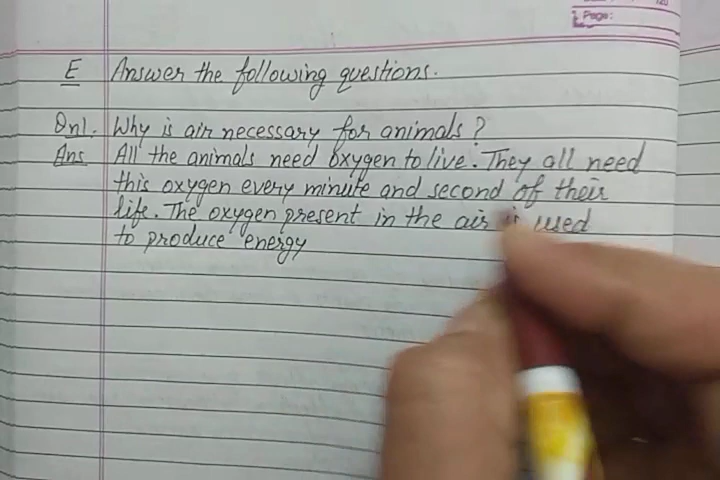 Page:
E Answer the following questions.
Qn1. Why is air necessary for animals?
Ans All the animals need oxygen to live. They all need
this oxygen every minute and second of their
life. The oxygen present in the air is used
to produce energy